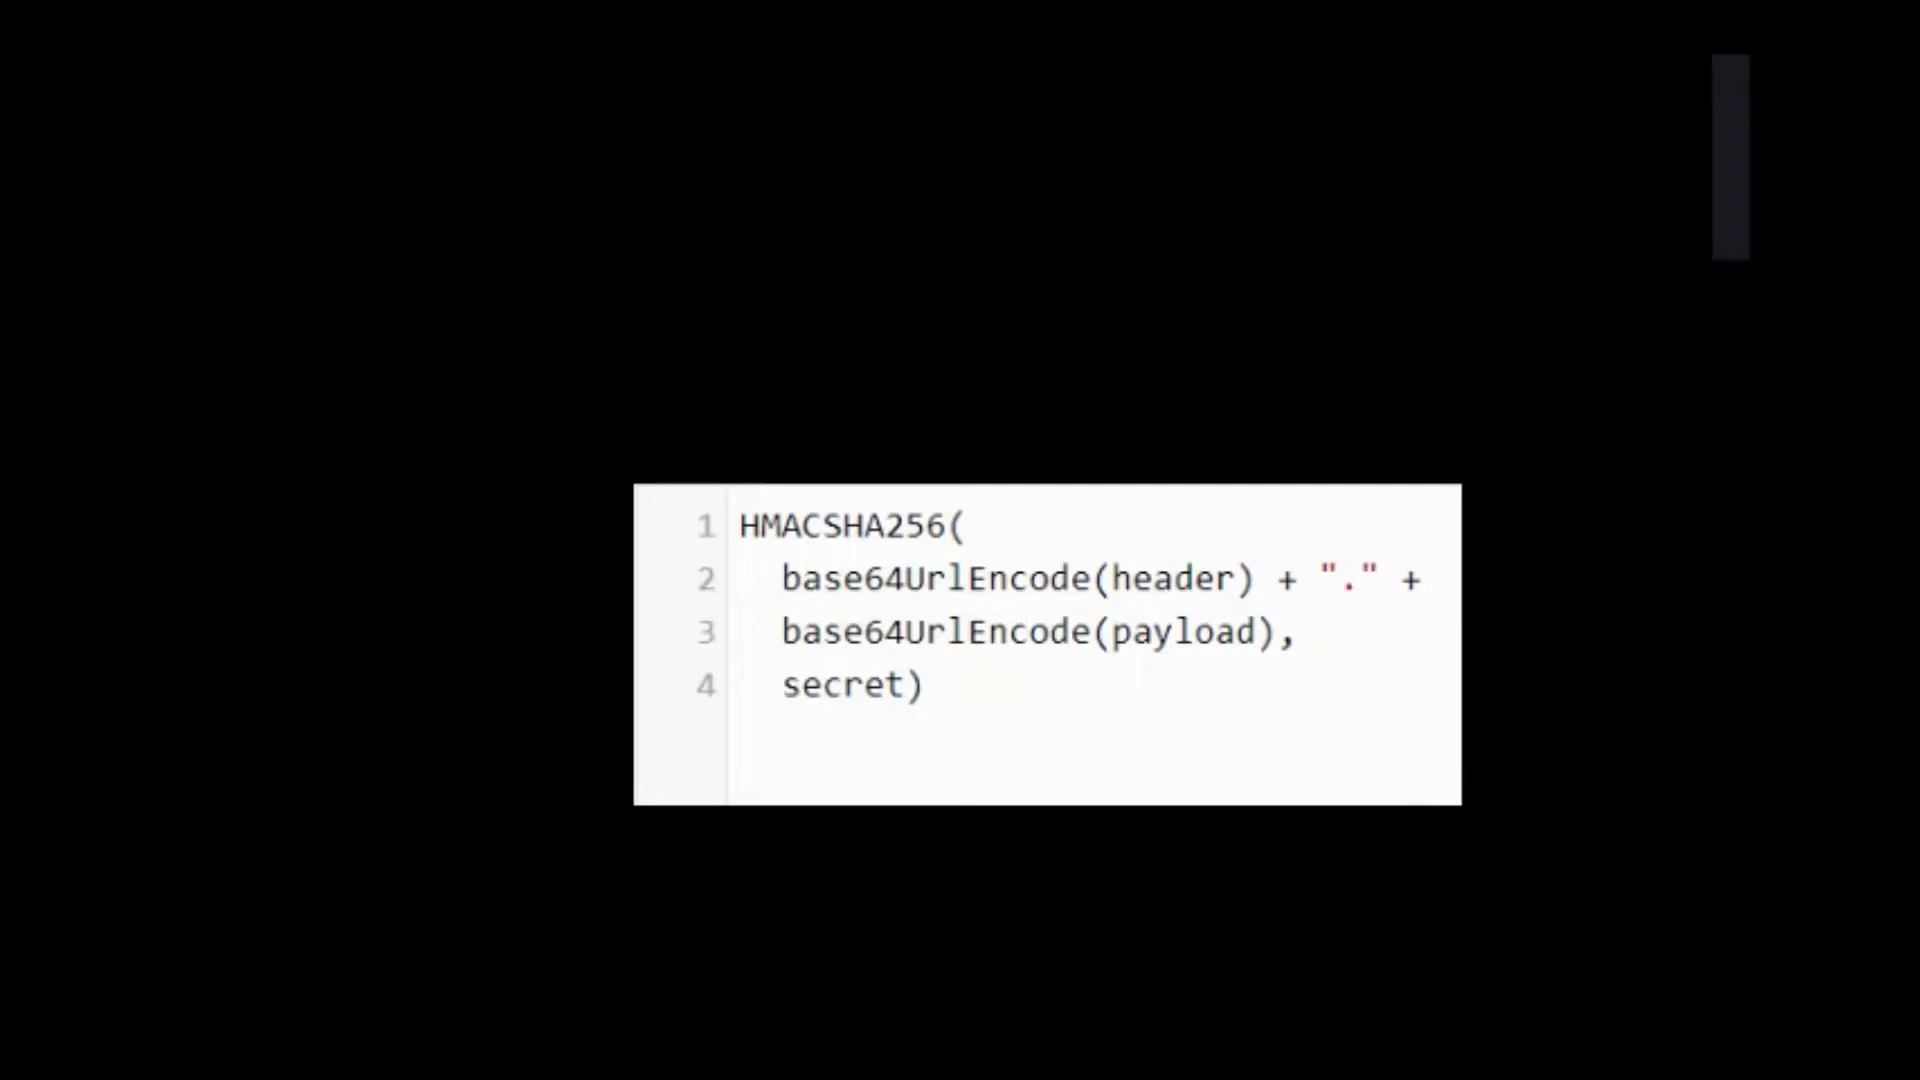 1 HMACSHA256(
2 base64UrlEncode(header) + "." +
3 base64UrlEncode(payload),
4 secret)